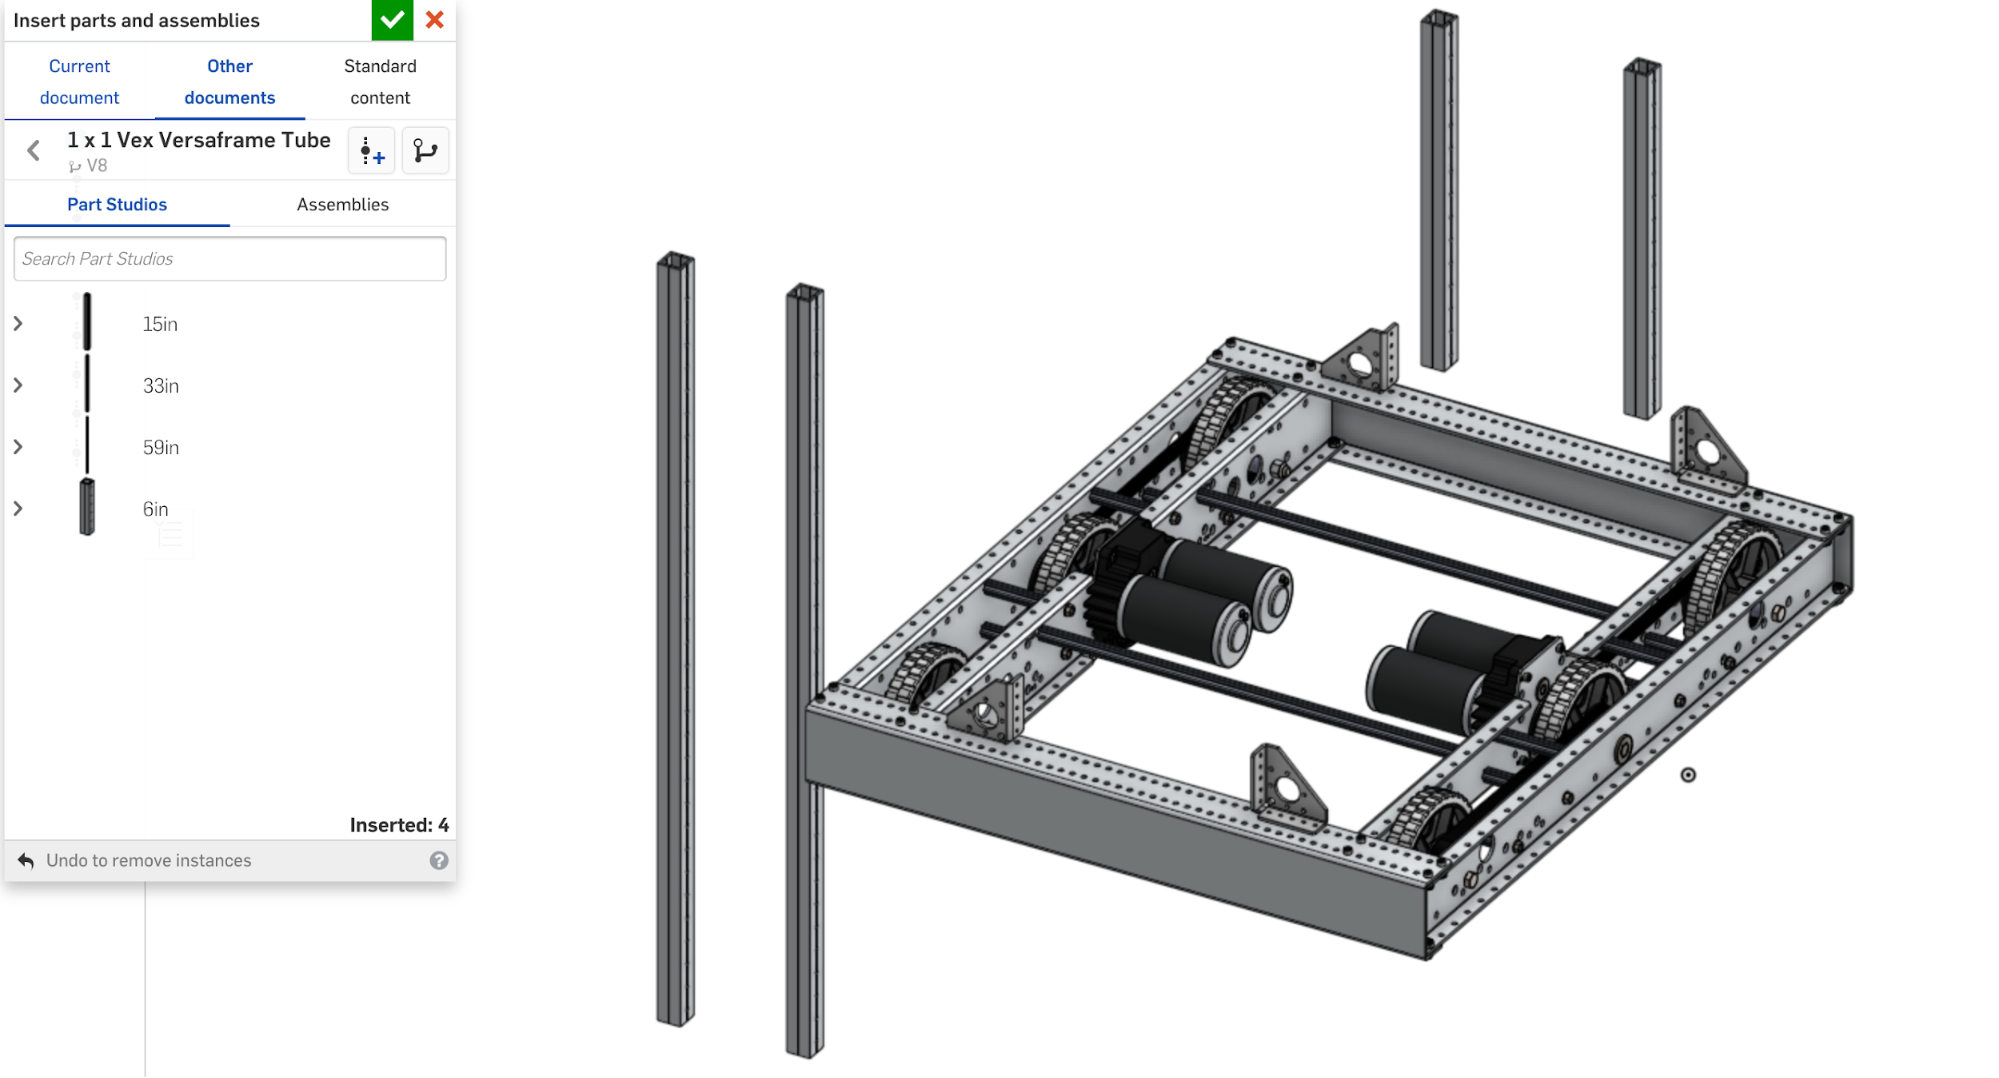 Insert parts and assemblies
Current document
Other documents
Standard content
1 x 1 Vex Versaframe Tube
V8
Part Studios
Assemblies
Search Part Studios
15in
33in
59in
6in
Inserted: 4
Undo to remove instances
?